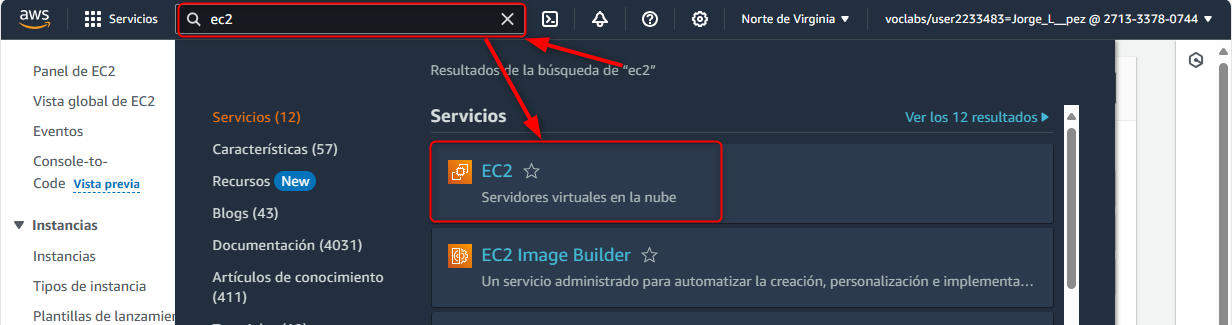 aws
Servicios
ec2
Norte de Virginia
voclabs/user2233483=Jorge_L__pez @ 2713-3378-0744
Panel de EC2
Vista global de EC2
Eventos
Console-to-
Code Vista previa
Instancias
Instancias
Tipos de instancia
Resultados de la búsqueda de “ec2”
Servicios (12)
Características (57)
Recursos New
Blogs (43)
Documentación (4031)
Artículos de conocimiento
(411)
Servicios
Ver los 12 resultados
EC2
Servidores virtuales en la nube
EC2 Image Builder
Un servicio administrado para automatizar la creación, personalización e implementa…
Plantillas de lanzamie